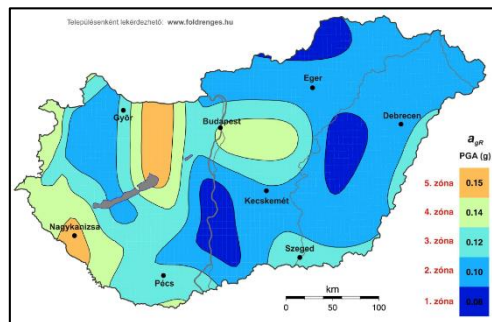 Településenként lekérdezhető: www.foldrenges.hu
Eger
Győr
Debrecen
Budapest
agR
PGA (g)
5. zóna 0.15
Kecskemét
4. zóna 0.14
Nagykanizsa
3. zóna 0.12
Szeged
2. zóna 0.10
Pécs
km
1. zóna 0.08
0 50 100